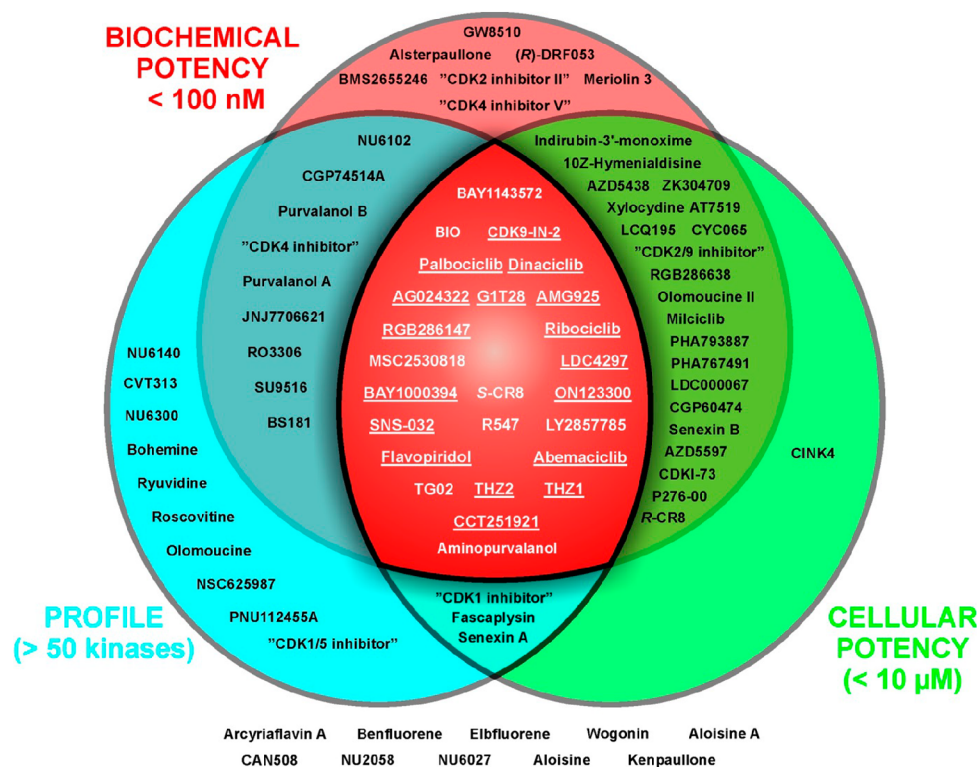 BIOCHEMICAL
POTENCY
< 100 nM
GW8510
Alsterpaullone (R)-DRF053
BMS2655246 ”CDK2 inhibitor II” Meriolin 3
”CDK4 inhibitor V”
NU6102
CGP74514A
Purvalanol B
”CDK4 inhibitor”
Purvalanol A
JNJ7706621
RO3306
SU9516
BS181
Indirubin-3'-monoxime
10Z-Hymenialdisine
AZD5438 ZK304709
Xylocydine AT7519
LCQ195 CYC065
”CDK2/9 inhibitor”
RGB286638
Olomoucine II
Milciclib
PHA793887
PHA767491
LDC000067
CGP60474
Senexin B
AZD5597
CDKI-73
P276-00
R-CR8
BAY1143572
BIO CDK9-IN-2
Palbociclib Dinaciclib
AG024322 G1T28 AMG925
RGB286147 Ribociclib
MSC2530818 LDC4297
BAY1000394 S-CR8 ON123300
SNS-032 R547 LY2857785
Flavopiridol Abemaciclib
TG02 THZ2 THZ1
CCT251921
Aminopurvalanol
NU6140
CVT313
NU6300
Bohemine
Ryuvidine
Roscovitine
Olomoucine
NSC625987
PNU112455A
”CDK1/5 inhibitor”
CINK4
”CDK1 inhibitor”
Fascaplysin
Senexin A
PROFILE
(> 50 kinases)
CELLULAR
POTENCY
(< 10 µM)
Arcyriaflavin A Benfluorene Elbfluorene Wogonin Aloisine A
CAN508 NU2058 NU6027 Aloisine Kenpaullone